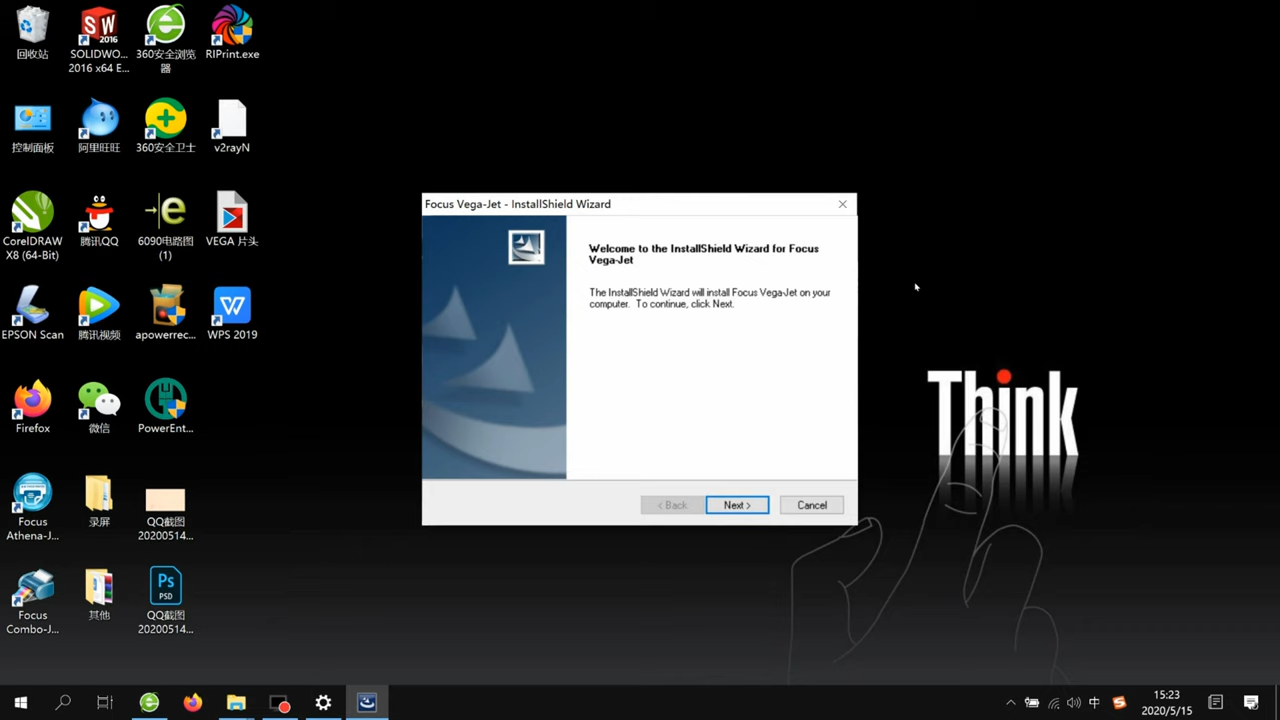 回收站
SOLIDWO...
2016 x64 E...
360安全浏览
器
RIPrint.exe
控制面板
阿里旺旺
360安全卫士
v2rayN
CorelDRAW
X8 (64-Bit)
腾讯QQ
6090电路图
(1)
VEGA 片头
EPSON Scan
腾讯视频
apowerrec...
WPS 2019
Firefox
微信
PowerEnt...
Focus
Athena-J...
录屏
QQ截图
20200514...
Focus
Combo-J...
其他
Ps
PSD
QQ截图
20200514...
Focus Vega-Jet - InstallShield Wizard
Welcome to the InstallShield Wizard for Focus
Vega-Jet
The InstallShield Wizard will install Focus Vega-Jet on your
computer. To continue, click Next.
< Back
Next >
Cancel
Think
中
15:23
2020/5/15